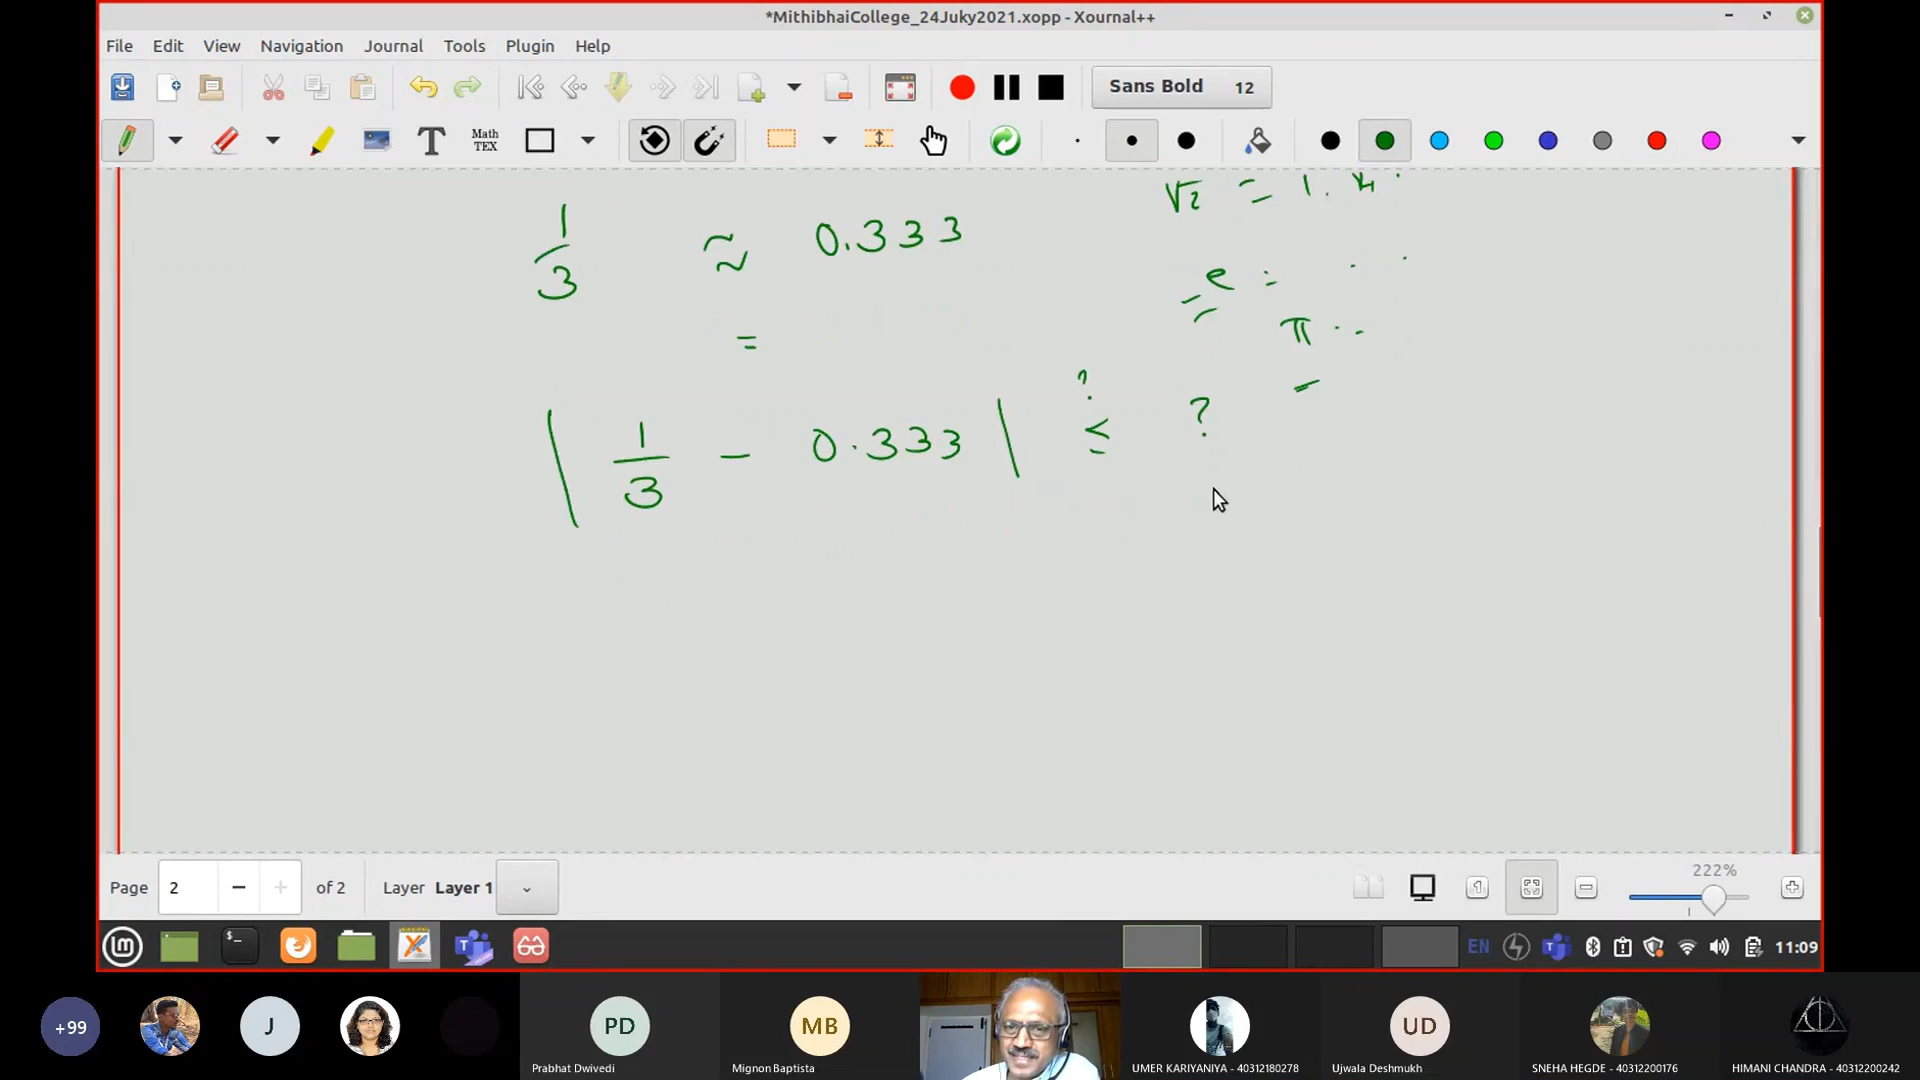 *MithibhaiCollege_24Juky2021.xopp - Xournal++
File Edit View Navigation Journal Tools Plugin Help
Sans Bold 12
T Math TEX
√2 = 1.4
1/3 ≈ 0.333
e =
=
π
| 1/3 - 0.333 | ≤ ?
?
Page 2 of 2 Layer Layer 1
222%
EN 11:09
+99 J PD MB UD
Prabhat Dwivedi Mignon Baptista UMER KARIYANIYA - 40312180278 Ujwala Deshmukh SNEHA HEGDE - 40312200176 HIMANI CHANDRA - 40312200242